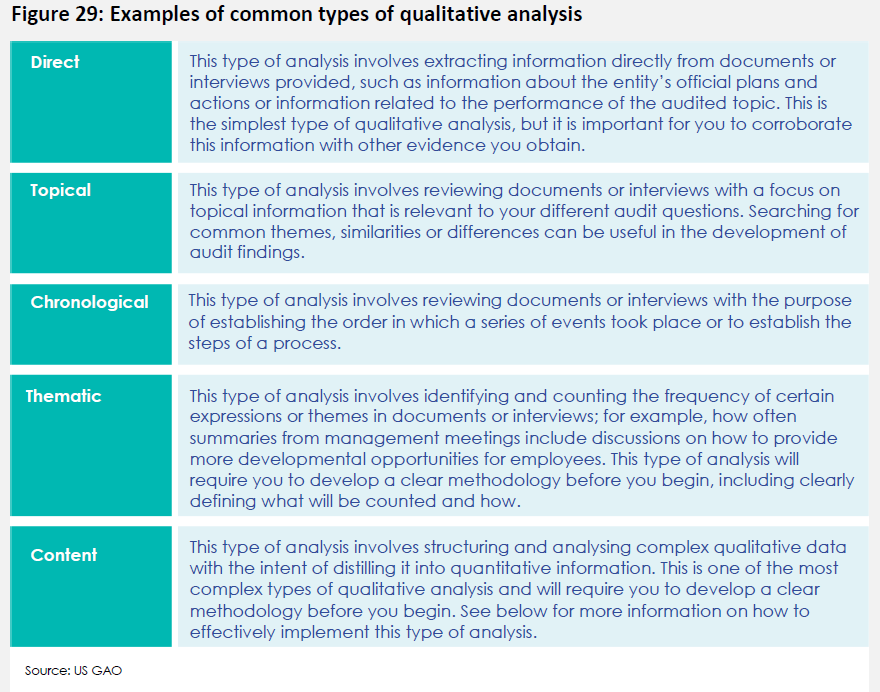 Figure 29: Examples of common types of qualitative analysis
Direct
This type of analysis involves extracting information directly from documents or
interviews provided, such as information about the entity's official plans and
actions or information related to the performance of the audited topic. This is
the simplest type of qualitative analysis, but it is important for you to corroborate
this information with other evidence you obtain.
Topical
This type of analysis involves reviewing documents or interviews with a focus on
topical information that is relevant to your different audit questions. Searching for
common themes, similarities or differences can be useful in the development of
audit findings.
Chronological
This type of analysis involves reviewing documents or interviews with the purpose
of establishing the order in which a series of events took place or to establish the
steps of a process.
Thematic
This type of analysis involves identifying and counting the frequency of certain
expressions or themes in documents or interviews; for example, how often
summaries from management meetings include discussions on how to provide
more developmental opportunities for employees. This type of analysis will
require you to develop a clear methodology before you begin, including clearly
defining what will be counted and how.
Content
This type of analysis involves structuring and analysing complex qualitative data
with the intent of distilling it into quantitative information. This is one of the most
complex types of qualitative analysis and will require you to develop a clear
methodology before you begin. See below for more information on how to
effectively implement this type of analysis.
Source: US GAO